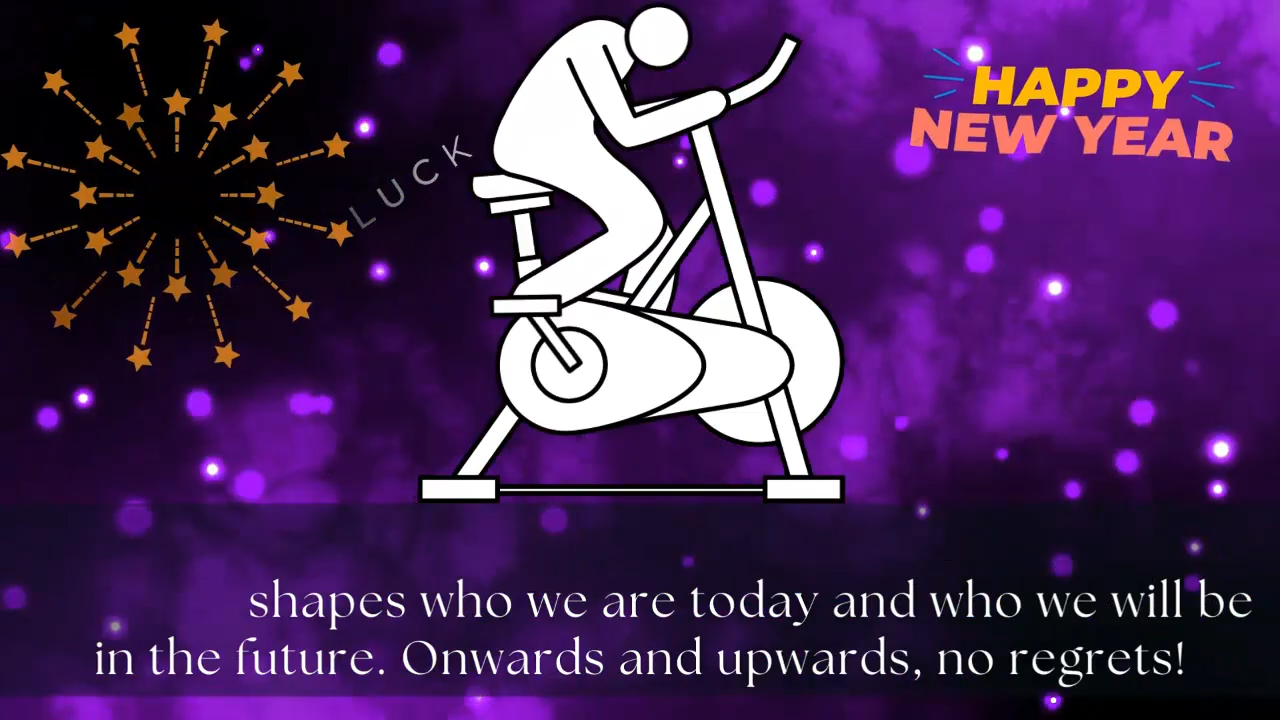 HAPPY
NEW YEAR
LUCK
shapes who we are today and who we will be
in the future. Onwards and upwards, no regrets!